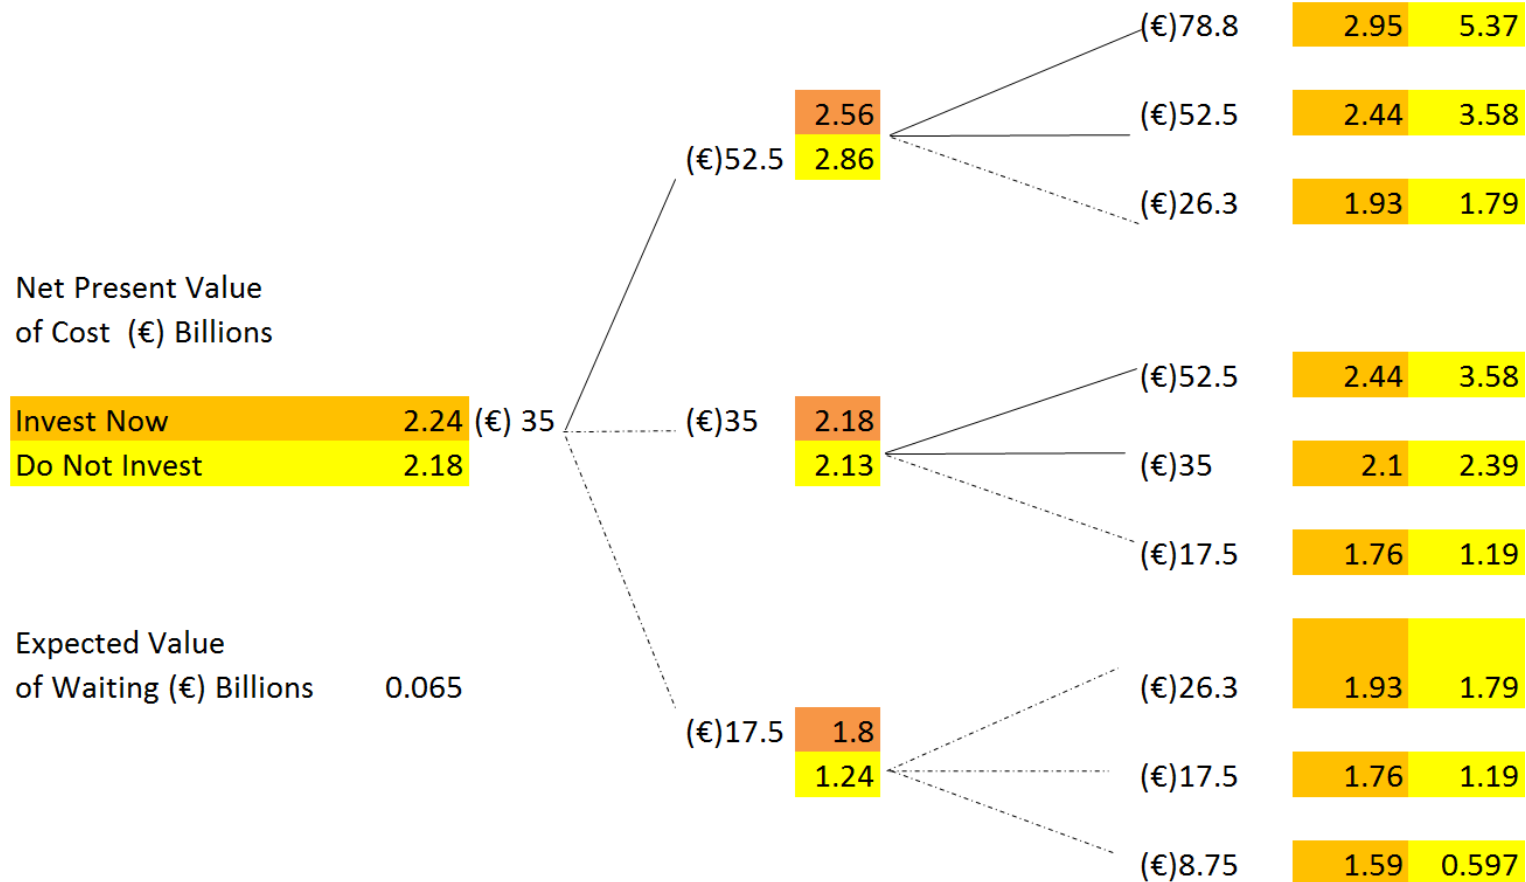 (€)78.8 2.95 5.37
2.56 (€)52.5 2.44 3.58
(€)52.5 2.86
(€)26.3 1.93 1.79
Net Present Value
of Cost (€) Billions
(€)52.5 2.44 3.58
Invest Now 2.24 (€) 35 (€)35 2.18
Do Not Invest 2.18 2.13 (€)35 2.1 2.39
(€)17.5 1.76 1.19
Expected Value
of Waiting (€) Billions 0.065 (€)26.3 1.93 1.79
(€)17.5 1.8
1.24 (€)17.5 1.76 1.19
(€)8.75 1.59 0.597